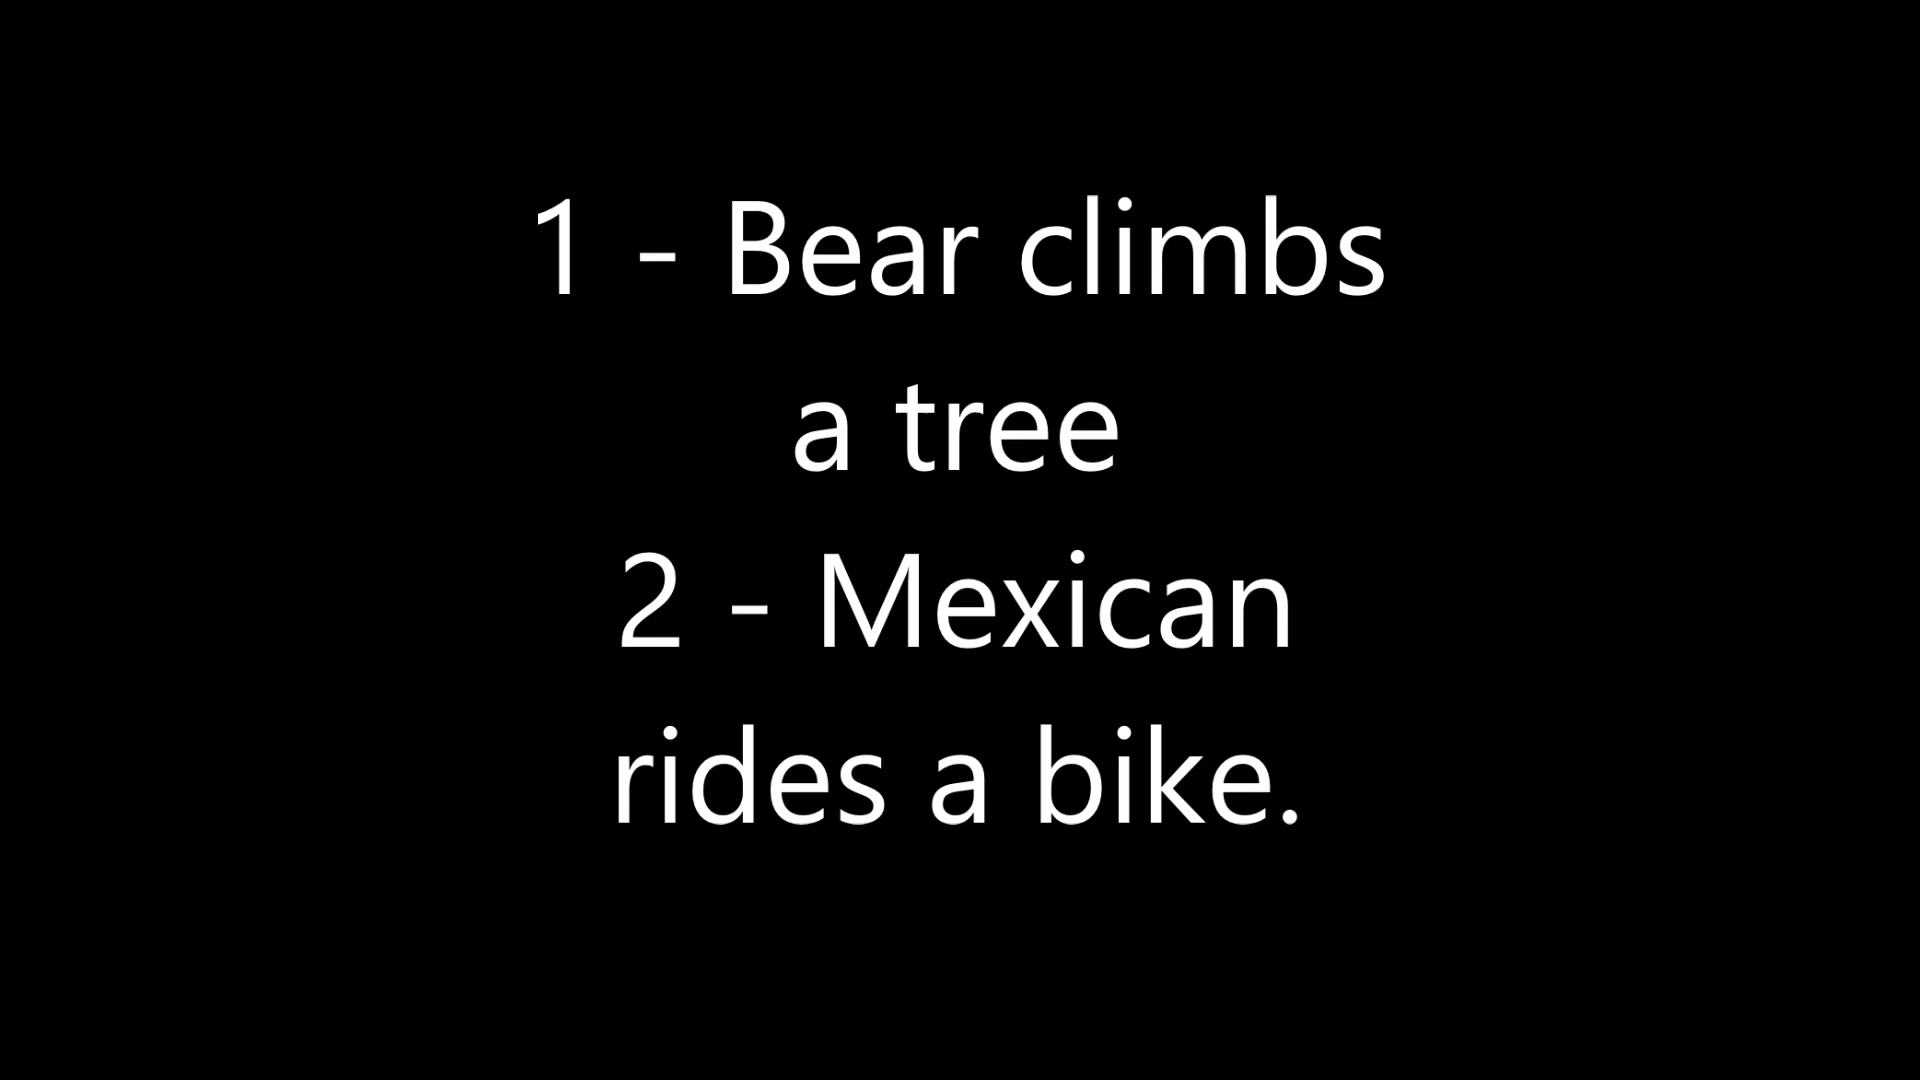 1 - Bear climbs
a tree
2 - Mexican
rides a bike.